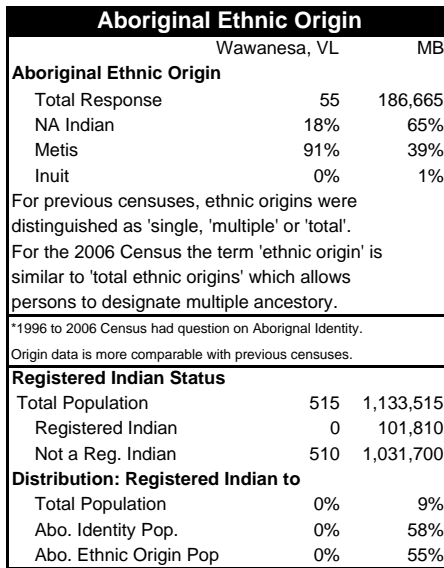 Aboriginal Ethnic Origin
Wawanesa, VL MB
Aboriginal Ethnic Origin
Total Response 55 186,665
NA Indian 18% 65%
Metis 91% 39%
Inuit 0% 1%
For previous censuses, ethnic origins were
distinguished as 'single, 'multiple' or 'total'.
For the 2006 Census the term 'ethnic origin' is
similar to 'total ethnic origins' which allows
persons to designate multiple ancestory.
*1996 to 2006 Census had question on Aborignal Identity.
Origin data is more comparable with previous censuses.
Registered Indian Status
Total Population 515 1,133,515
Registered Indian 0 101,810
Not a Reg. Indian 510 1,031,700
Distribution: Registered Indian to
Total Population 0% 9%
Abo. Identity Pop. 0% 58%
Abo. Ethnic Origin Pop 0% 55%